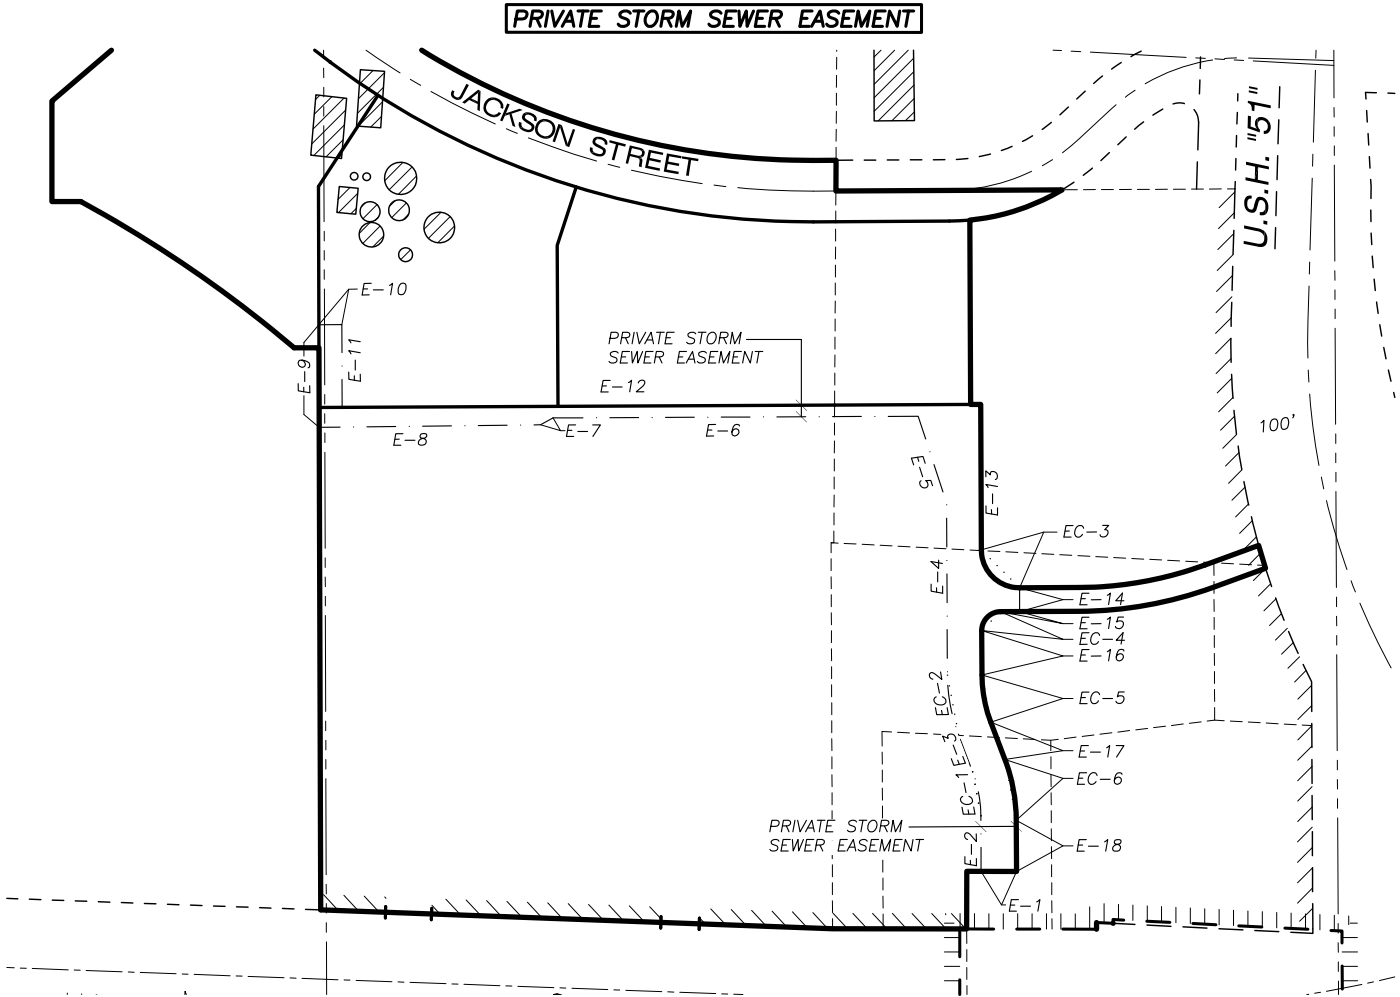 PRIVATE STORM SEWER EASEMENT
JACKSON STREET
U.S.H. "51"
E-10
E-9
E-11
PRIVATE STORM
SEWER EASEMENT
E-12
E-8
E-7
E-6
100'
E-5
E-13
EC-3
E-4
E-14
E-15
EC-4
E-16
EC-2
EC-5
E-3
E-17
EC-1
EC-6
PRIVATE STORM
SEWER EASEMENT
E-2
E-18
E-1